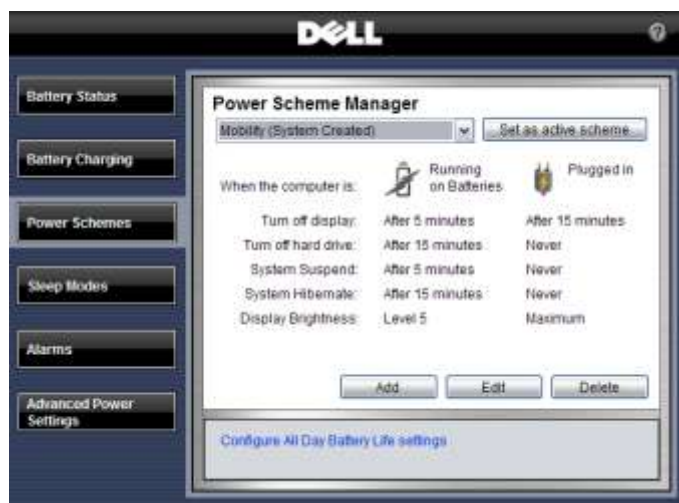 DELL
?
Battery Status
Battery Charging
Power Schemes
Sleep Modes
Alarms
Advanced Power
Settings
Power Scheme Manager
Mobility (System Created)
Set as active scheme
When the computer is:
Running
on Batteries
Plugged in
Turn off display: After 5 minutes After 15 minutes
Turn off hard drive: After 15 minutes Never
System Suspend: After 5 minutes Never
System Hibernate: After 15 minutes Never
Display Brightness: Level 5 Maximum
Add Edit Delete
Configure All Day Battery Life settings